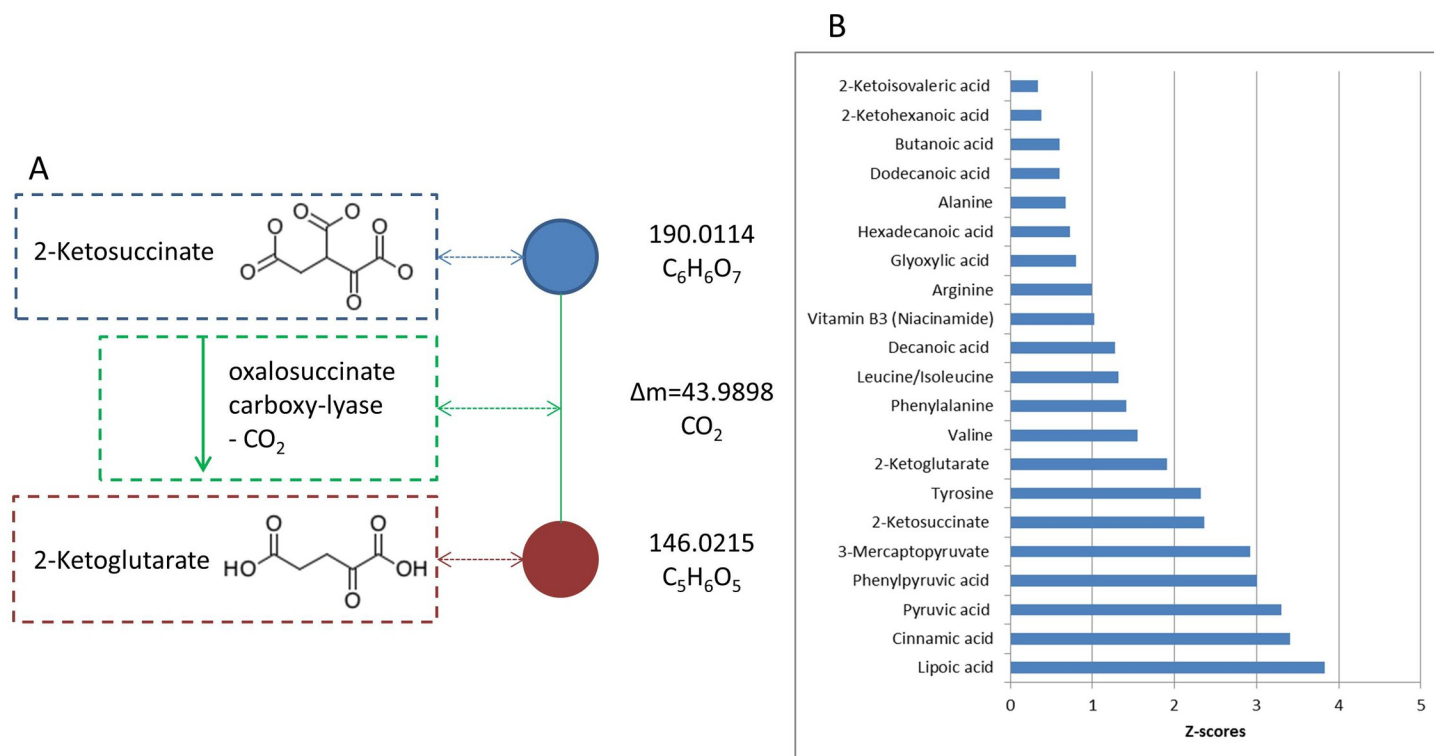 A
2-Ketosuccinate
O
O
O
O
O
O
O
190.0114
C₆H₆O₇
oxalosuccinate
carboxy-lyase
- CO₂
Δm=43.9898
CO₂
2-Ketoglutarate
O
O
HO
OH
O
146.0215
C₅H₆O₅
B
2-Ketoisovaleric acid
2-Ketohexanoic acid
Butanoic acid
Dodecanoic acid
Alanine
Hexadecanoic acid
Glyoxylic acid
Arginine
Vitamin B3 (Niacinamide)
Decanoic acid
Leucine/Isoleucine
Phenylalanine
Valine
2-Ketoglutarate
Tyrosine
2-Ketosuccinate
3-Mercaptopyruvate
Phenylpyruvic acid
Pyruvic acid
Cinnamic acid
Lipoic acid
0 1 2 3 4 5
Z-scores